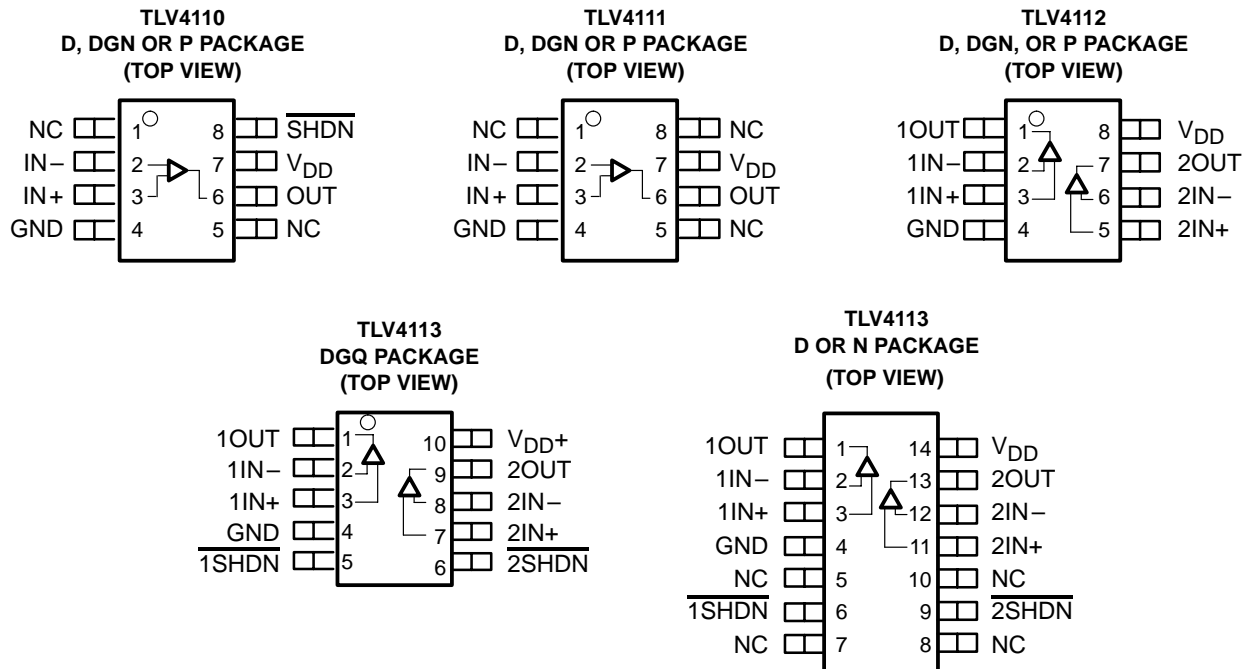 TLV4110
D, DGN OR P PACKAGE
(TOP VIEW)
NC 1 8 SHDN
IN− 2 7 VDD
IN+ 3 6 OUT
GND 4 5 NC
TLV4111
D, DGN OR P PACKAGE
(TOP VIEW)
NC 1 8 NC
IN− 2 7 VDD
IN+ 3 6 OUT
GND 4 5 NC
TLV4112
D, DGN, OR P PACKAGE
(TOP VIEW)
1OUT 1 8 VDD
1IN− 2 7 2OUT
1IN+ 3 6 2IN−
GND 4 5 2IN+
TLV4113
DGQ PACKAGE
(TOP VIEW)
1OUT 1 10 VDD+
1IN− 2 9 2OUT
1IN+ 3 8 2IN−
GND 4 7 2IN+
1SHDN 5 6 2SHDN
TLV4113
D OR N PACKAGE
(TOP VIEW)
1OUT 1 14 VDD
1IN− 2 13 2OUT
1IN+ 3 12 2IN−
GND 4 11 2IN+
NC 5 10 NC
1SHDN 6 9 2SHDN
NC 7 8 NC